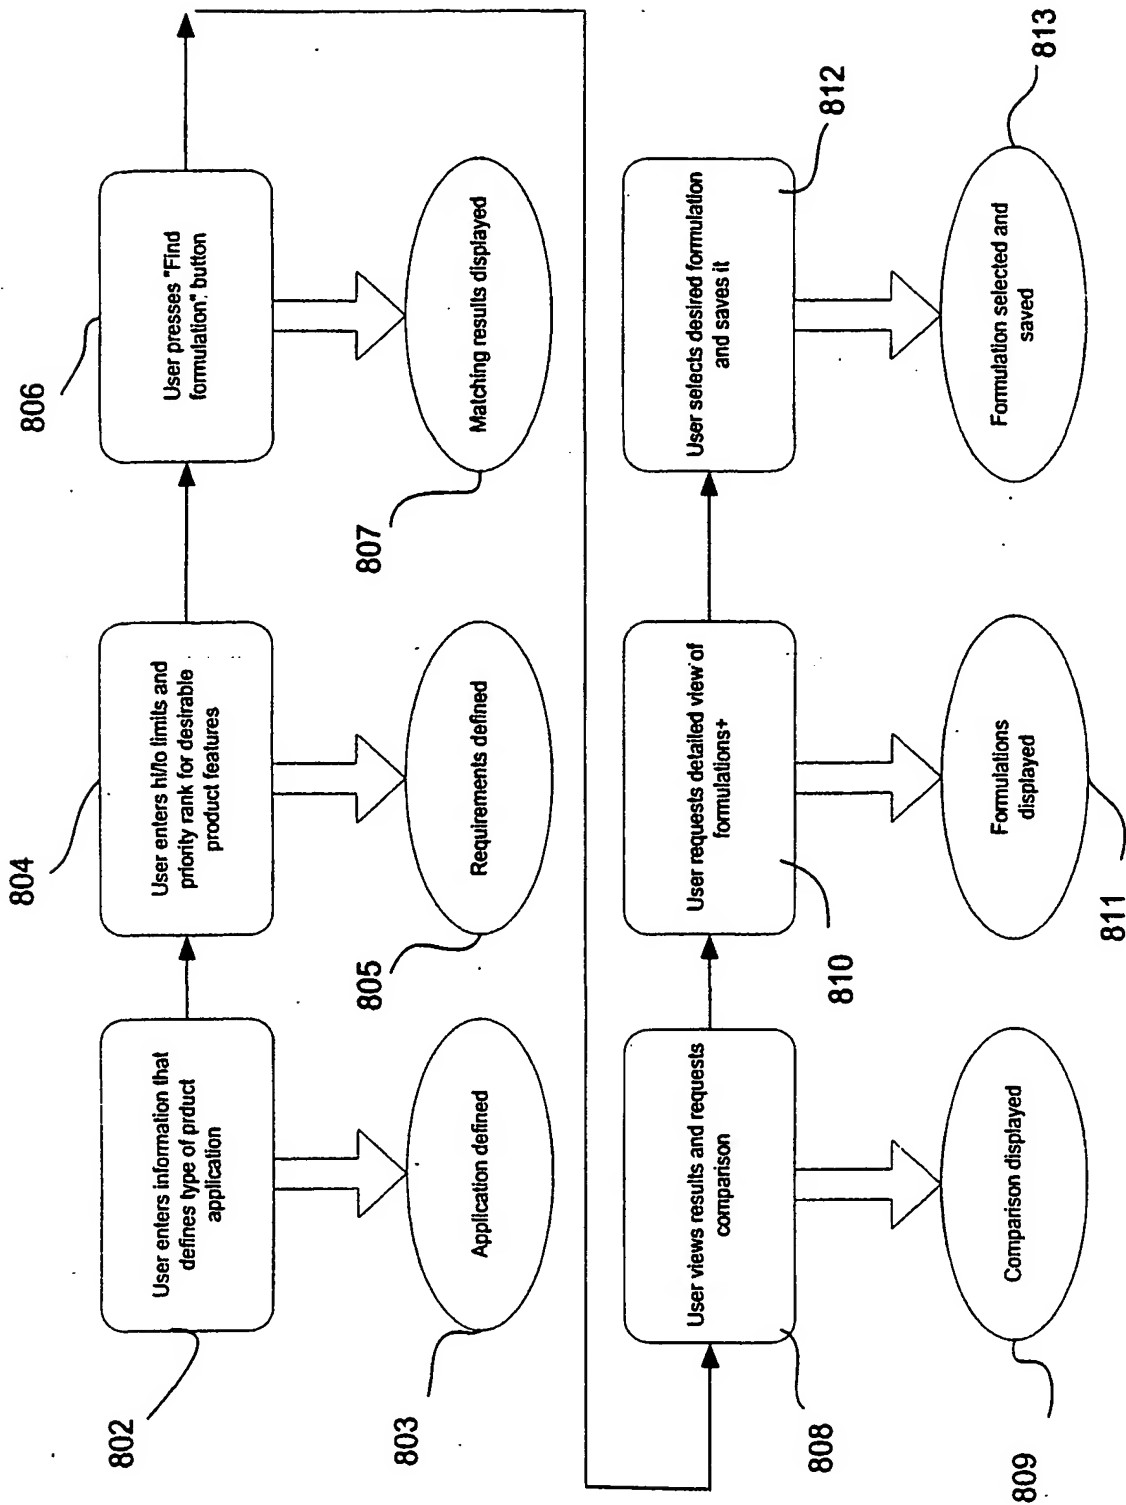 802
User enters information that
defines type of prduct
application
803
Application defined
804
User enters hi/lo limits and
priority rank for desirable
product features
805
Requirements defined
806
User presses "Find
formulation" button
807
Matching results displayed
808
User views results and requests
comparison
809
Comparison displayed
810
User requests detailed view of
formulations+
811
Formulations
displayed
812
User selects desired formulation
and saves it
813
Formulation selected and
saved